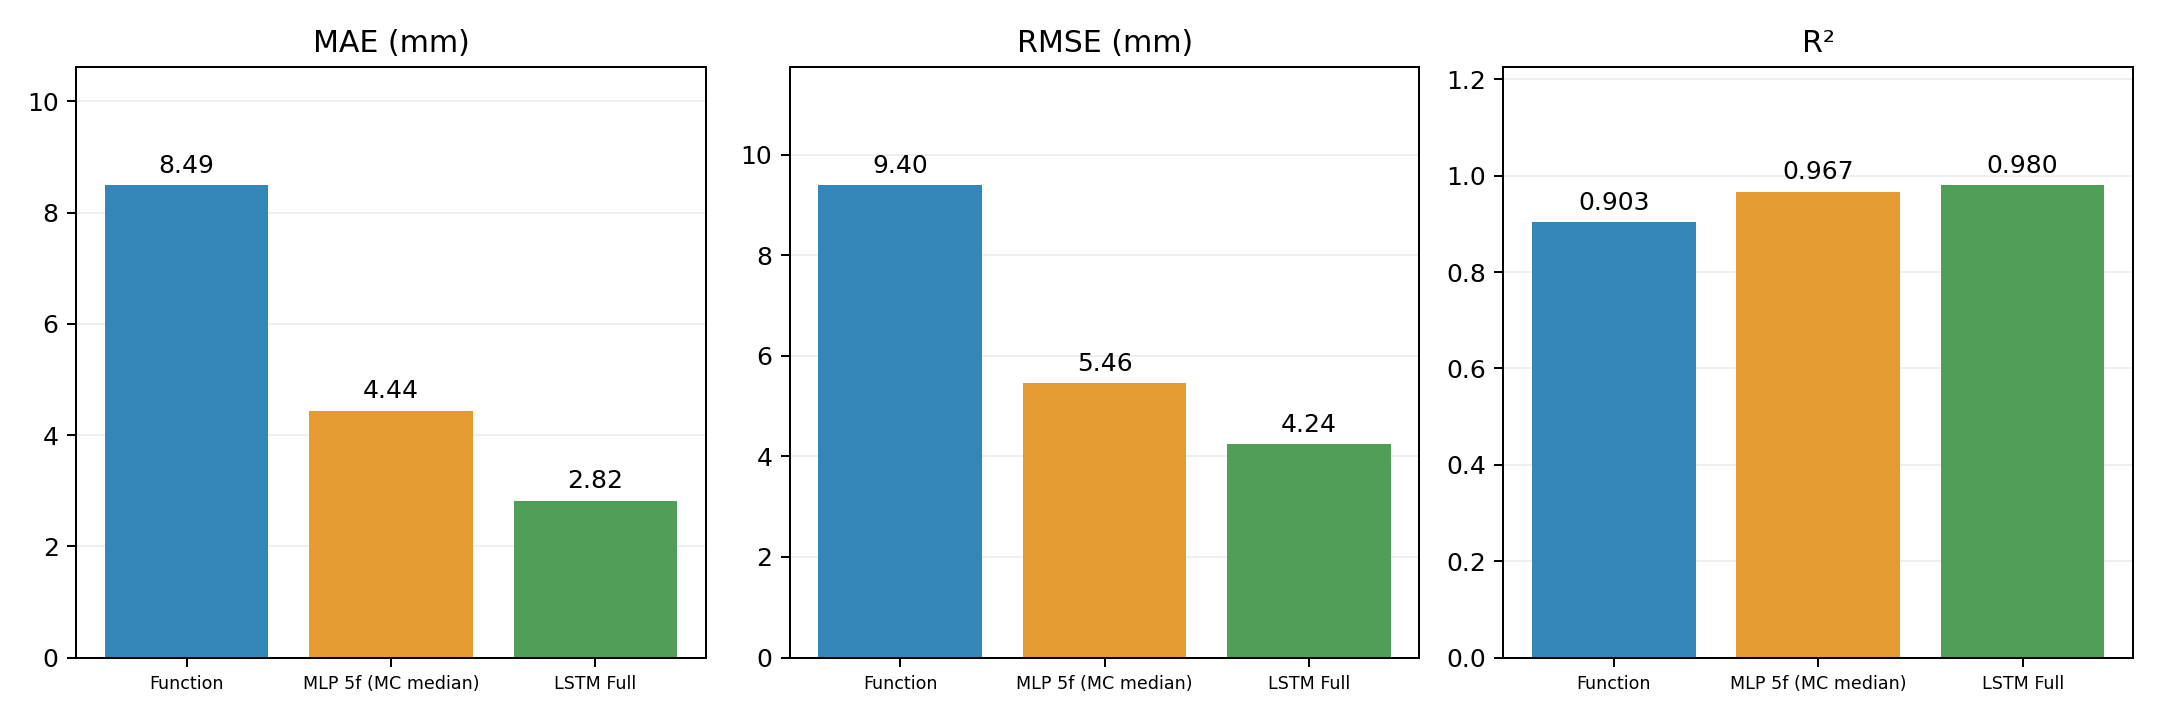 MAE (mm)
10
8
6
4
2
0
8.49
4.44
2.82
Function
MLP 5f (MC median)
LSTM Full
RMSE (mm)
10
8
6
4
2
0
9.40
5.46
4.24
Function
MLP 5f (MC median)
LSTM Full
R²
1.2
1.0
0.8
0.6
0.4
0.2
0.0
0.903
0.967
0.980
Function
MLP 5f (MC median)
LSTM Full